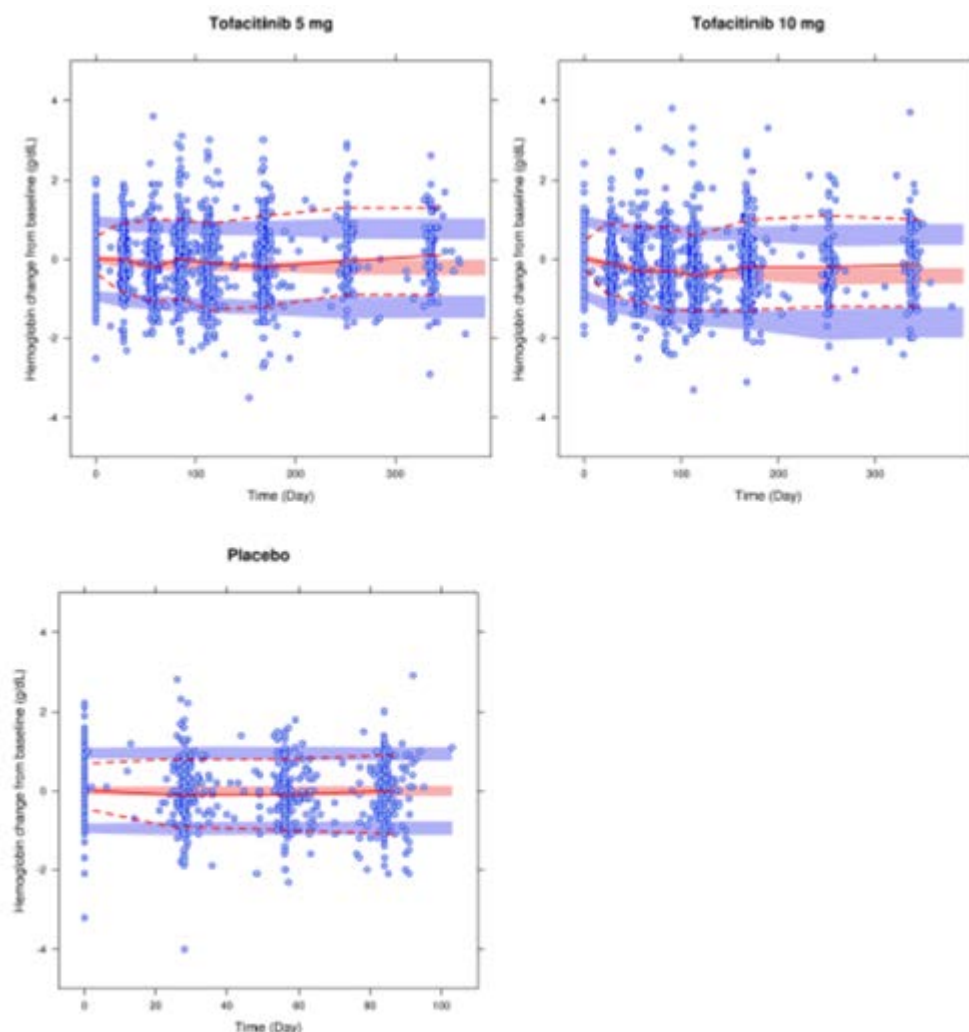 Tofacitinib 5 mg
Hemoglobin change from baseline (g/dL)
4
2
0
-2
-4
0 100 200 300
Time (Day)
Tofacitinib 10 mg
Hemoglobin change from baseline (g/dL)
4
2
0
-2
-4
0 100 200 300
Time (Day)
Placebo
Hemoglobin change from baseline (g/dL)
4
2
0
-2
-4
0 20 40 60 80 100
Time (Day)